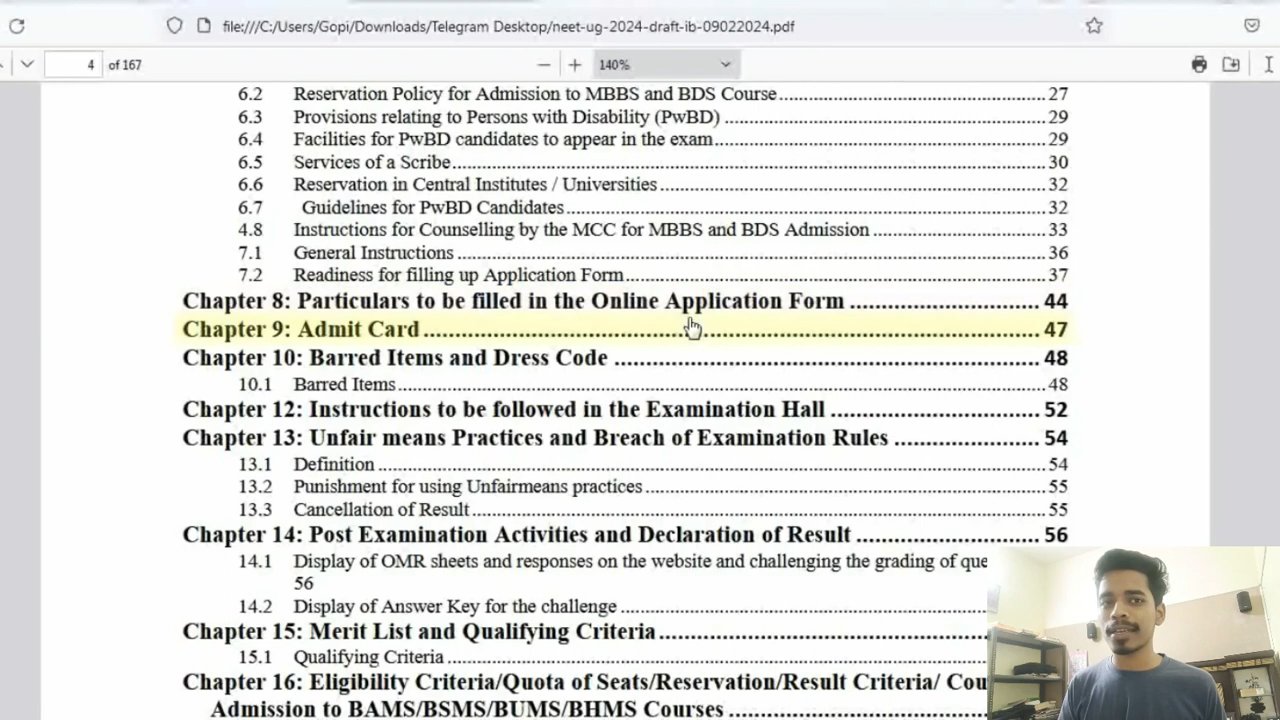 file:///C:/Users/Gopi/Downloads/Telegram Desktop/neet-ug-2024-draft-ib-09022024.pdf
4 of 167
140%
6.2 Reservation Policy for Admission to MBBS and BDS Course 27
6.3 Provisions relating to Persons with Disability (PwBD) 29
6.4 Facilities for PwBD candidates to appear in the exam 29
6.5 Services of a Scribe 30
6.6 Reservation in Central Institutes / Universities 32
6.7 Guidelines for PwBD Candidates 32
4.8 Instructions for Counselling by the MCC for MBBS and BDS Admission 33
7.1 General Instructions 36
7.2 Readiness for filling up Application Form 37
Chapter 8: Particulars to be filled in the Online Application Form 44
Chapter 9: Admit Card 47
Chapter 10: Barred Items and Dress Code 48
10.1 Barred Items 48
Chapter 12: Instructions to be followed in the Examination Hall 52
Chapter 13: Unfair means Practices and Breach of Examination Rules 54
13.1 Definition 54
13.2 Punishment for using Unfairmeans practices 55
13.3 Cancellation of Result 55
Chapter 14: Post Examination Activities and Declaration of Result 56
14.1 Display of OMR sheets and responses on the website and challenging the grading of que
56
14.2 Display of Answer Key for the challenge
Chapter 15: Merit List and Qualifying Criteria
15.1 Qualifying Criteria
Chapter 16: Eligibility Criteria/Quota of Seats/Reservation/Result Criteria/ Cou
Admission to BAMS/BSMS/BUMS/BHMS Courses